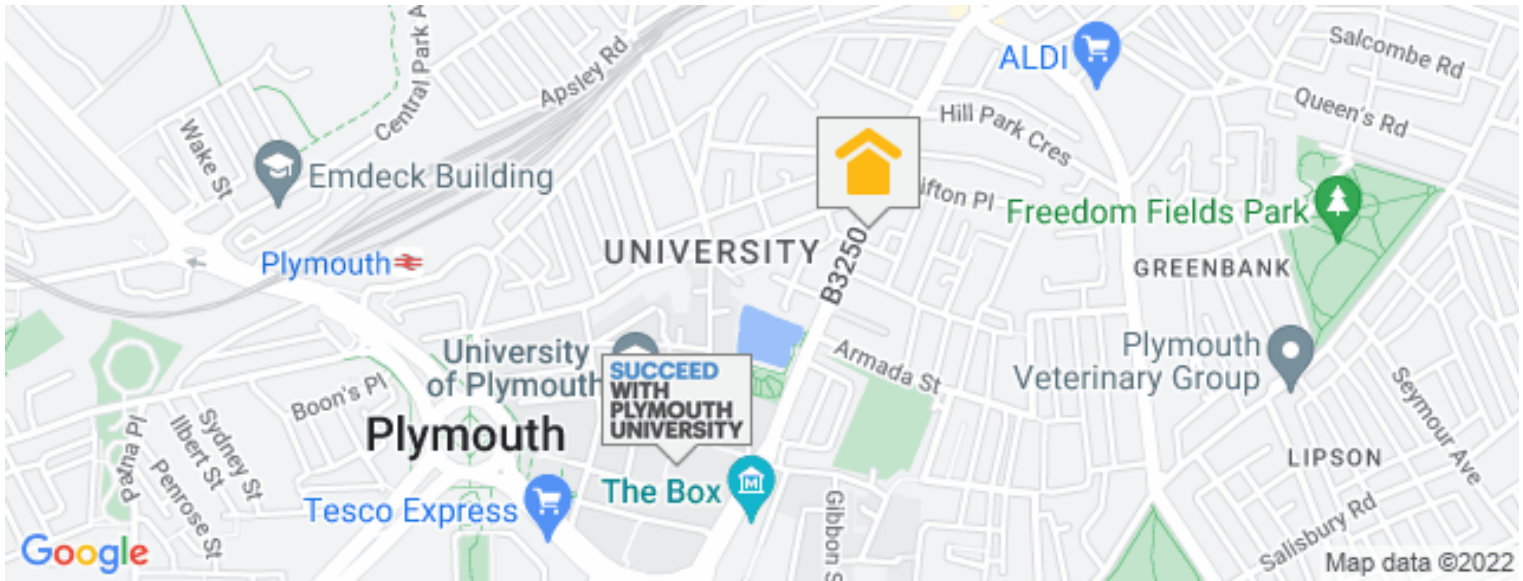 Central Park A
Apsley Rd
ALDI
Salcombe Rd
Queen's Rd
Hill Park Cres
Wake St
Emdeck Building
ifton Pl
Freedom Fields Park
UNIVERSITY
B3250
Plymouth
GREENBANK
University
of Plymouth
SUCCEED
WITH
PLYMOUTH
UNIVERSITY
Armada St
Plymouth
Veterinary Group
Boon's Pl
Plymouth
Seymour Ave
Patna Pl
Sydney St
Ilbert St
Penrose St
LIPSON
The Box
Tesco Express
Gibbon S
Salisbury Rd
Google
Map data ©2022